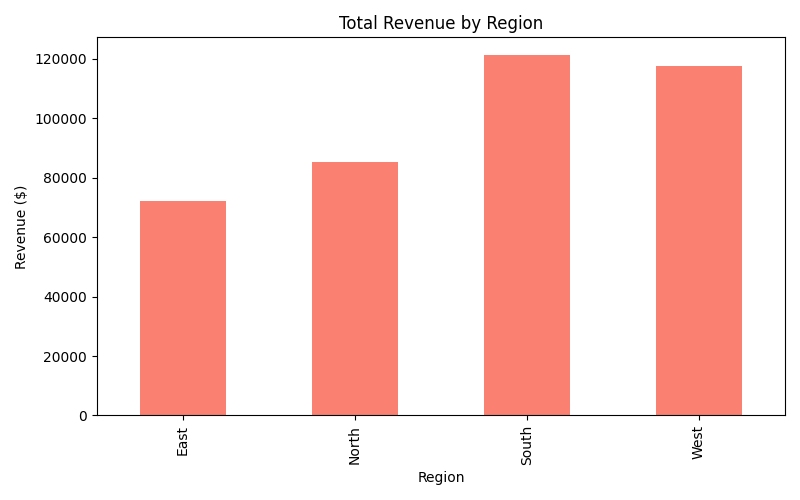 Total Revenue by Region
Revenue ($)
120000
100000
80000
60000
40000
20000
0
East
North
South
West
Region